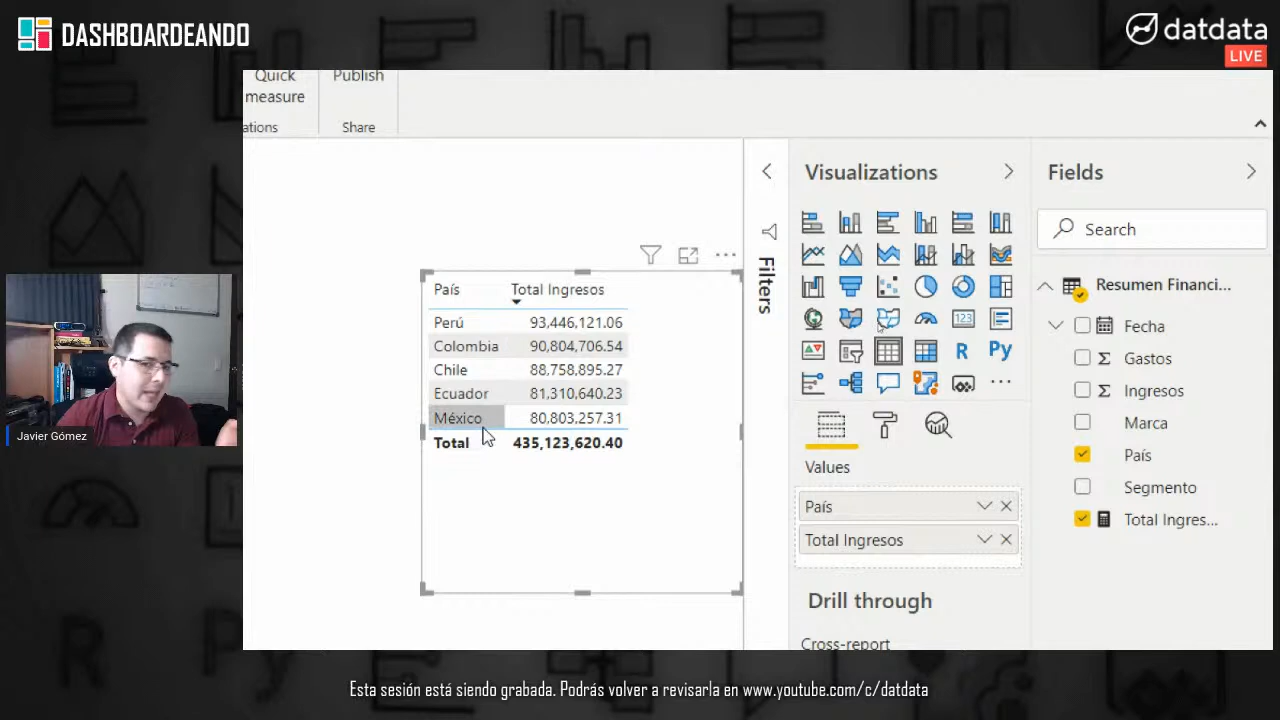 DASHBOARDEANDO
datdata
LIVE
Quick
measure
Publish
ations
Share
Visualizations
Fields
Search
Filters
País Total Ingresos
Perú 93,446,121.06
Colombia 90,804,706.54
Chile 88,758,895.27
Ecuador 81,310,640.23
México 80,803,257.31
Total 435,123,620.40
123
R
Py
Values
País
Total Ingresos
Drill through
Cross-report
Resumen Financi...
Fecha
Gastos
Ingresos
Marca
País
Segmento
Total Ingres...
Javier Gómez
Esta sesión está siendo grabada. Podrás volver a revisarla en www.youtube.com/c/datdata